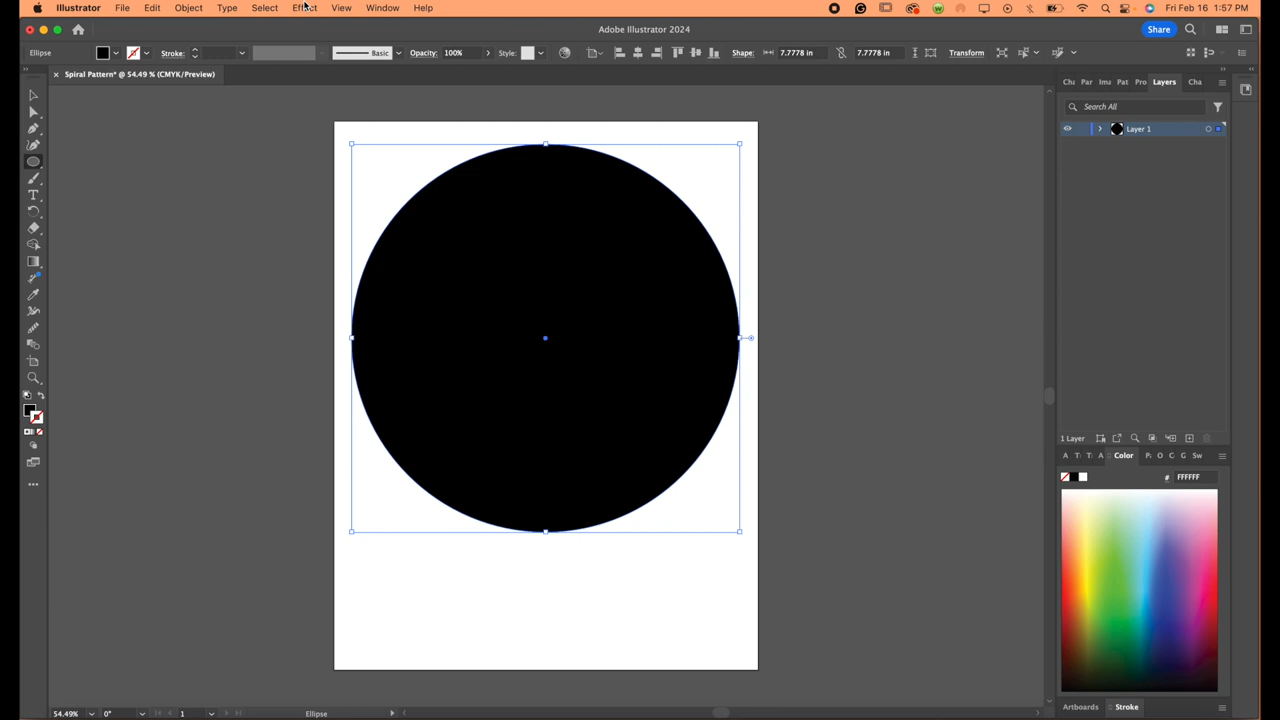 Illustrator File Edit Object Type Select Effect View Window Help Fri Feb 16 1:57 PM
Adobe Illustrator 2024 Share
Ellipse Stroke: Basic Opacity: 100% Style: Shape: 7.7778 in 7.7778 in Transform
× Spiral Pattern* @ 54.49 % (CMYK/Preview)
Chu Par Ima Pat Pro Layers Cha
Search All
Layer 1
1 Layer
A T: T: A Color P: O C G Sw
# FFFFFF
Artboards Stroke
54.49% 0° 1 Ellipse